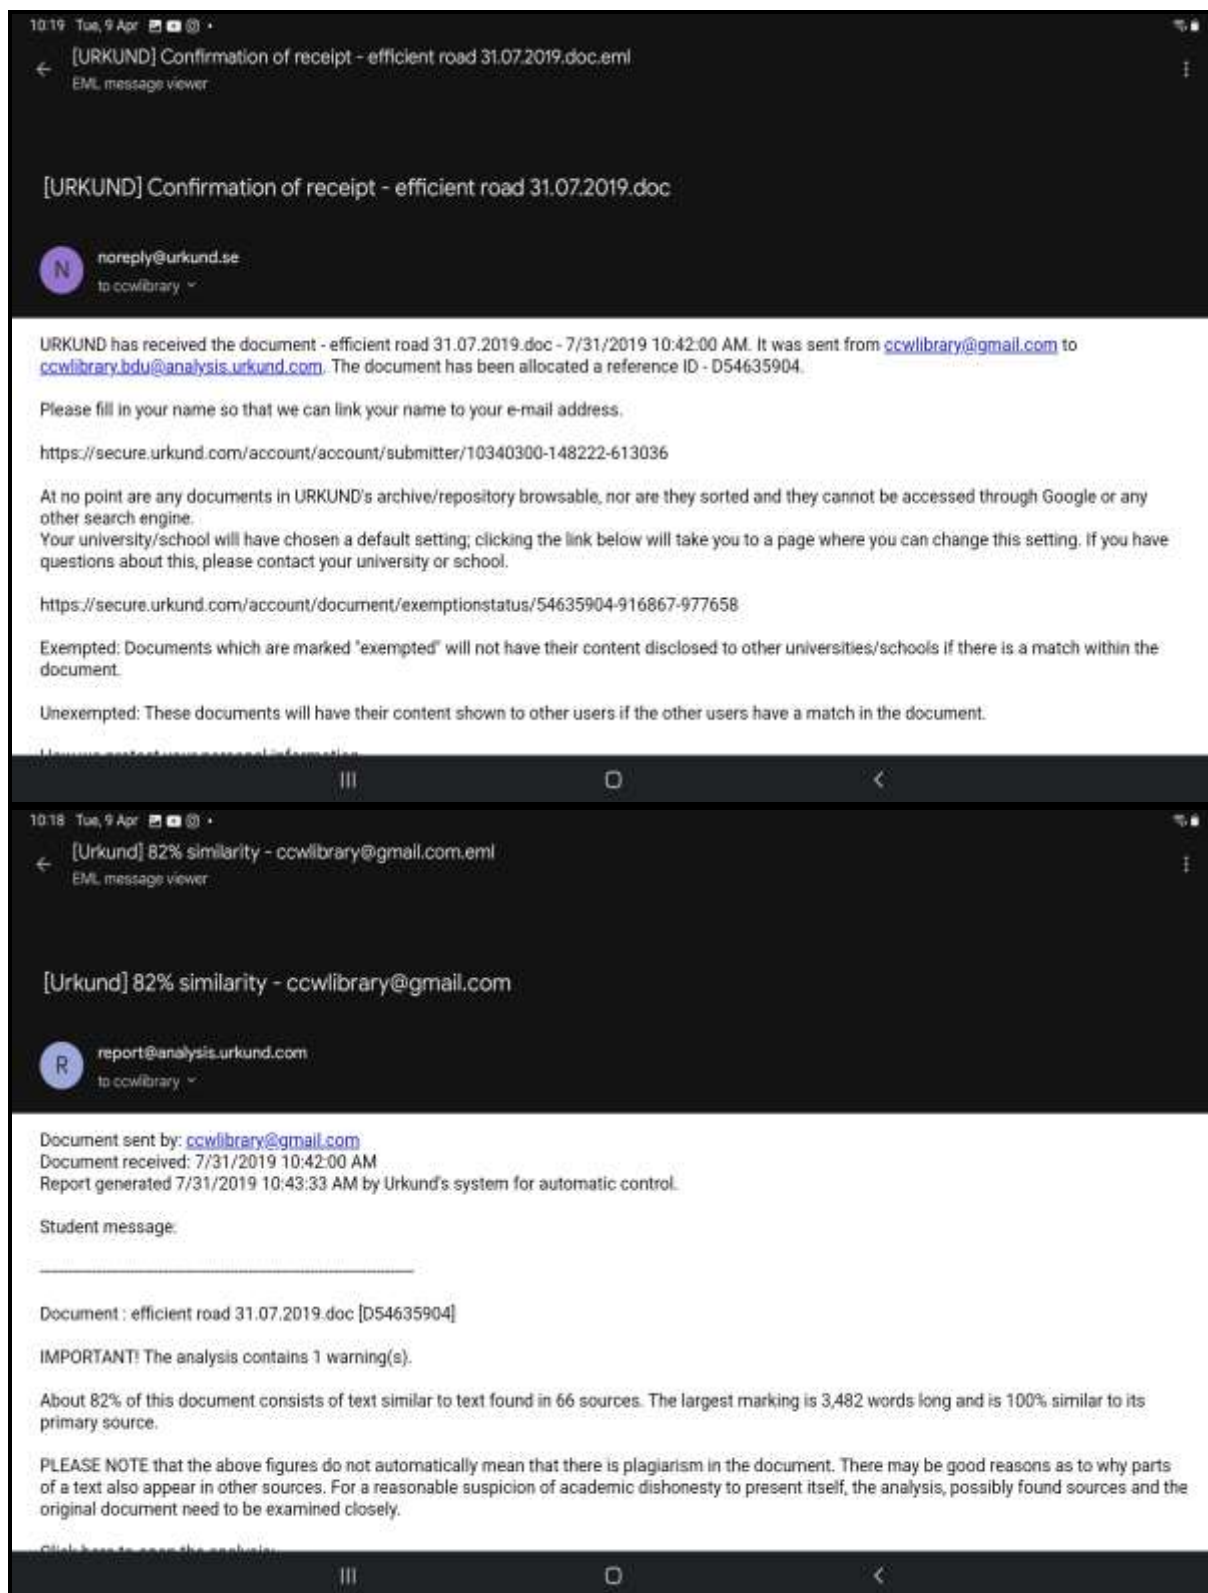 10:19 Tue, 9 Apr
[URKUND] Confirmation of receipt - efficient road 31.07.2019.doc.eml
EML message viewer
[URKUND] Confirmation of receipt - efficient road 31.07.2019.doc
N
noreply@urkund.se
to ccwlibrary
URKUND has received the document - efficient road 31.07.2019.doc - 7/31/2019 10:42:00 AM. It was sent from ccwlibrary@gmail.com to
ccwlibrary.bdu@analysis.urkund.com. The document has been allocated a reference ID - D54635904.
Please fill in your name so that we can link your name to your e-mail address.
https://secure.urkund.com/account/account/submitter/10340300-148222-613036
At no point are any documents in URKUND's archive/repository browsable, nor are they sorted and they cannot be accessed through Google or any
other search engine.
Your university/school will have chosen a default setting; clicking the link below will take you to a page where you can change this setting. If you have
questions about this, please contact your university or school.
https://secure.urkund.com/account/document/exemptionstatus/54635904-916867-977658
Exempted: Documents which are marked "exempted" will not have their content disclosed to other universities/schools if there is a match within the
document.
Unexempted: These documents will have their content shown to other users if the other users have a match in the document.
How we protect your personal information
10:18 Tue, 9 Apr
[Urkund] 82% similarity - ccwlibrary@gmail.com.eml
EML message viewer
[Urkund] 82% similarity - ccwlibrary@gmail.com
R
report@analysis.urkund.com
to ccwlibrary
Document sent by: ccwlibrary@gmail.com
Document received: 7/31/2019 10:42:00 AM
Report generated 7/31/2019 10:43:33 AM by Urkund's system for automatic control.
Student message:
Document : efficient road 31.07.2019.doc [D54635904]
IMPORTANT! The analysis contains 1 warning(s).
About 82% of this document consists of text similar to text found in 66 sources. The largest marking is 3,482 words long and is 100% similar to its
primary source.
PLEASE NOTE that the above figures do not automatically mean that there is plagiarism in the document. There may be good reasons as to why parts
of a text also appear in other sources. For a reasonable suspicion of academic dishonesty to present itself, the analysis, possibly found sources and the
original document need to be examined closely.
Click here to open the analysis: